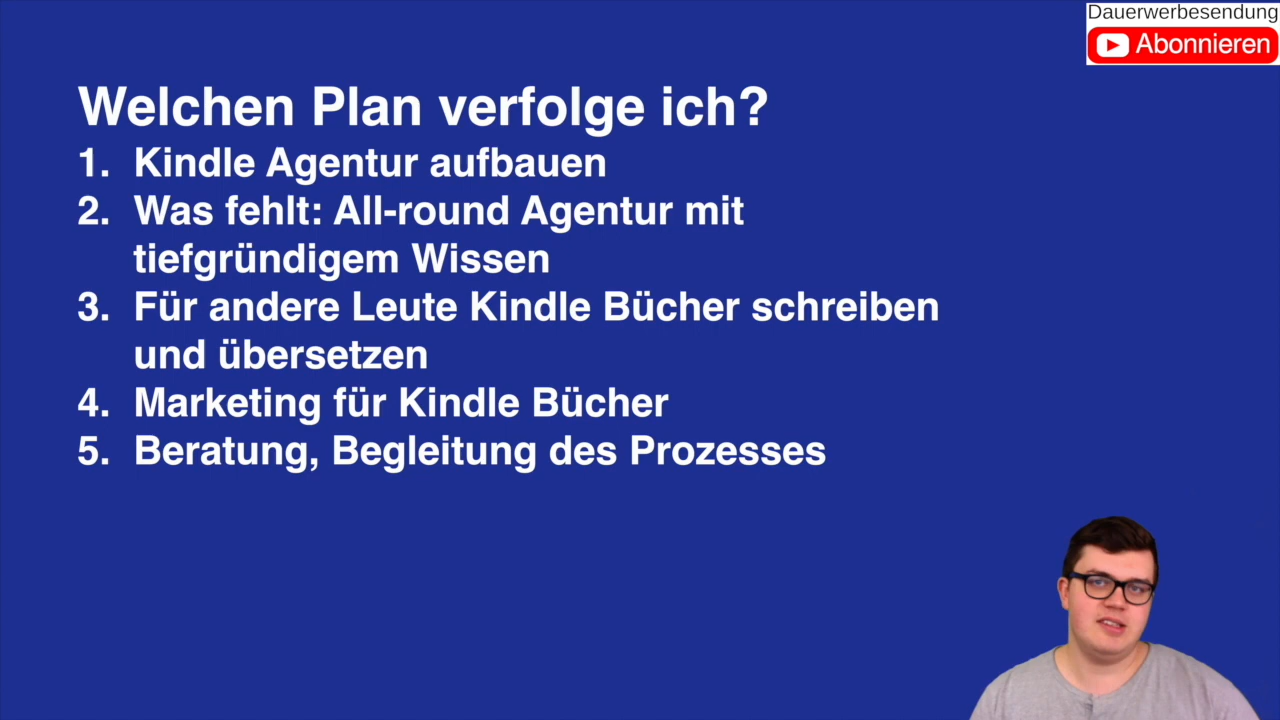 Dauerwerbesendung
Abonnieren
Welchen Plan verfolge ich?
1. Kindle Agentur aufbauen
2. Was fehlt: All-round Agentur mit
tiefgründigem Wissen
3. Für andere Leute Kindle Bücher schreiben
und übersetzen
4. Marketing für Kindle Bücher
5. Beratung, Begleitung des Prozesses